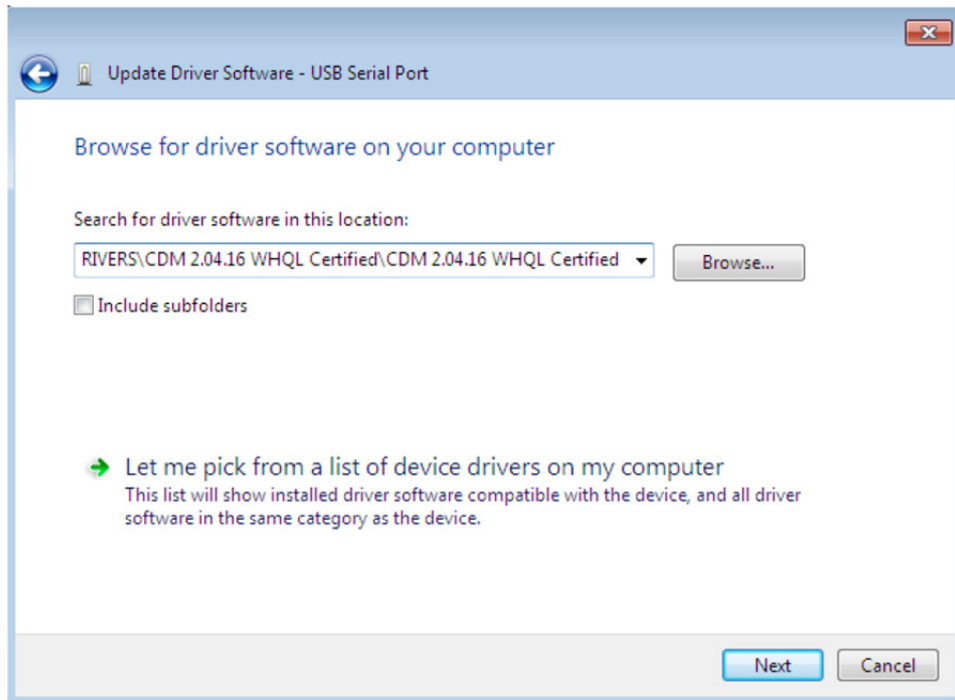 Update Driver Software - USB Serial Port
Browse for driver software on your computer
Search for driver software in this location:
RIVERS\CDM 2.04.16 WHQL Certified\CDM 2.04.16 WHQL Certified
Browse...
Include subfolders
Let me pick from a list of device drivers on my computer
This list will show installed driver software compatible with the device, and all driver
software in the same category as the device.
Next
Cancel